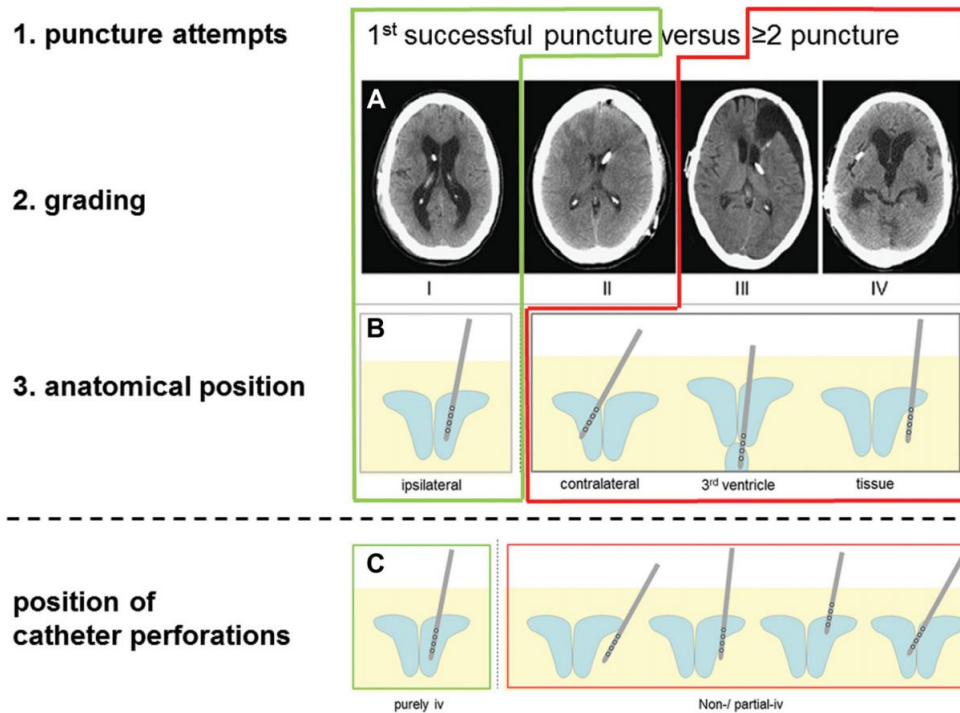 1. puncture attempts
1st successful puncture versus ≥2 puncture
A
2. grading
I II III IV
B
3. anatomical position
ipsilateral contralateral 3rd ventricle tissue
C
position of
catheter perforations
purely iv Non-/ partial-iv